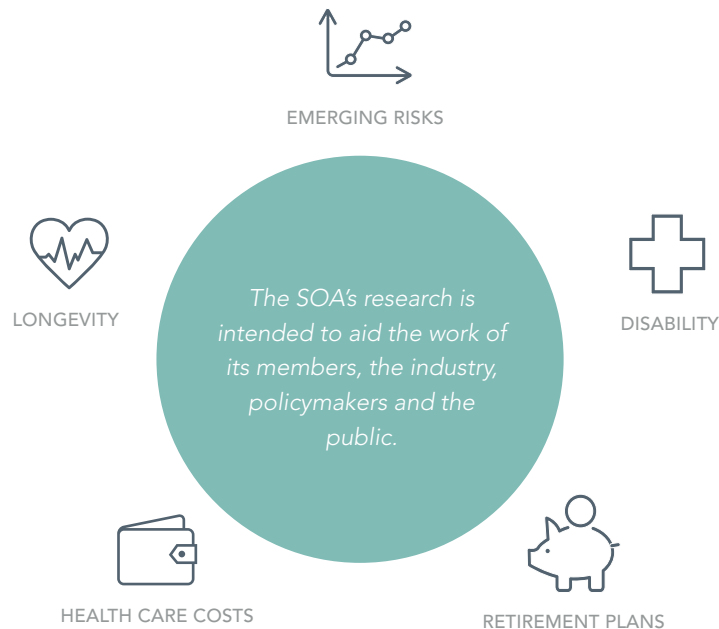 EMERGING RISKS
LONGEVITY
The SOA's research is
intended to aid the work of
its members, the industry,
policymakers and the
public.
DISABILITY
HEALTH CARE COSTS
RETIREMENT PLANS